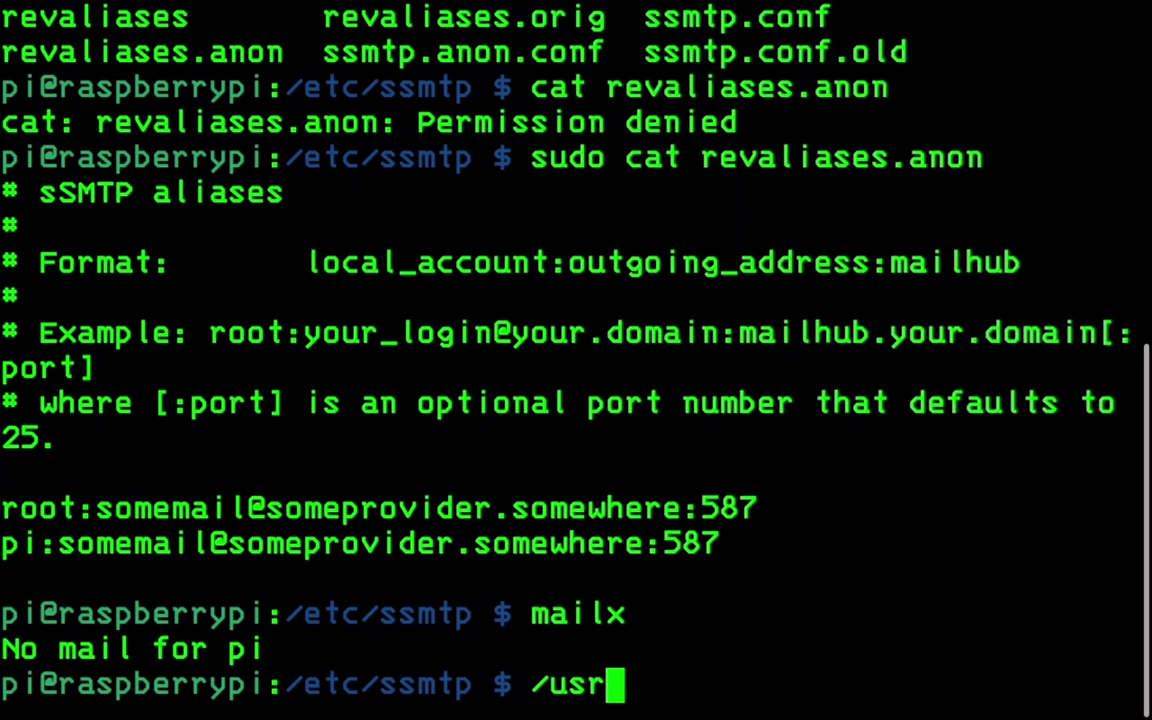 revaliases       revaliases.orig  ssmtp.conf
revaliases.anon  ssmtp.anon.conf  ssmtp.conf.old
pi@raspberrypi:/etc/ssmtp $ cat revaliases.anon
cat: revaliases.anon: Permission denied
pi@raspberrypi:/etc/ssmtp $ sudo cat revaliases.anon
# sSMTP aliases
#
# Format:       local_account:outgoing_address:mailhub
#
# Example: root:your_login@your.domain:mailhub.your.domain[:
port]
# where [:port] is an optional port number that defaults to
25.
root:somemail@someprovider.somewhere:587
pi:somemail@someprovider.somewhere:587
pi@raspberrypi:/etc/ssmtp $ mailx
No mail for pi
pi@raspberrypi:/etc/ssmtp $ /usr